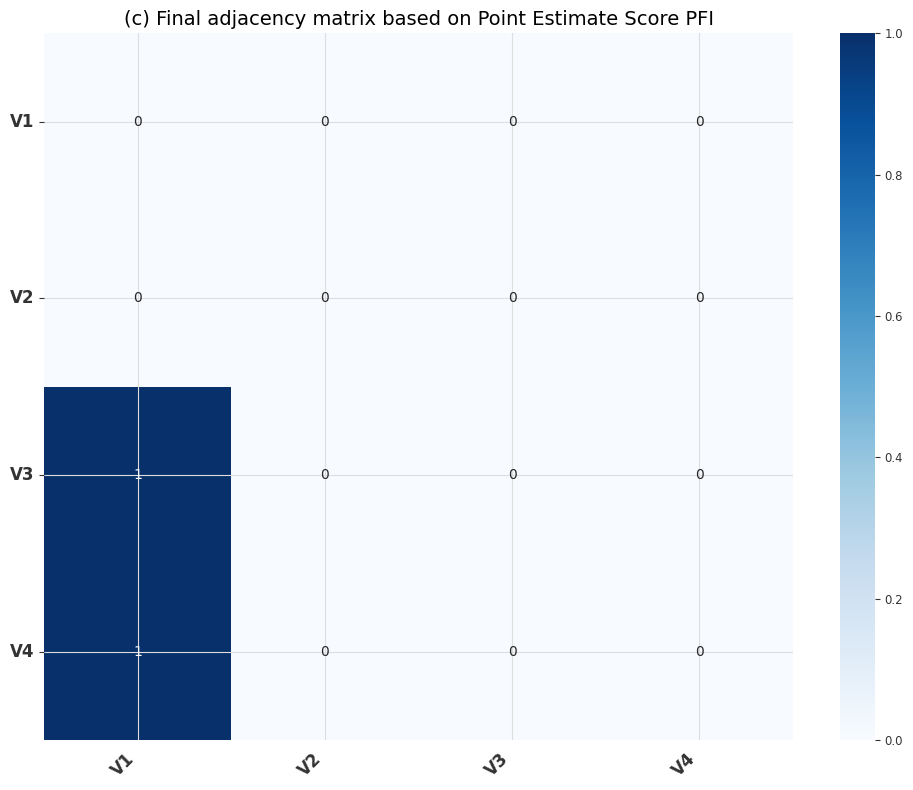 (c) Final adjacency matrix based on Point Estimate Score PFI
V1 0 0 0 0
V2 0 0 0 0
V3 1 0 0 0
V4 1 0 0 0
V1 V2 V3 V4
1.0
0.8
0.6
0.4
0.2
0.0